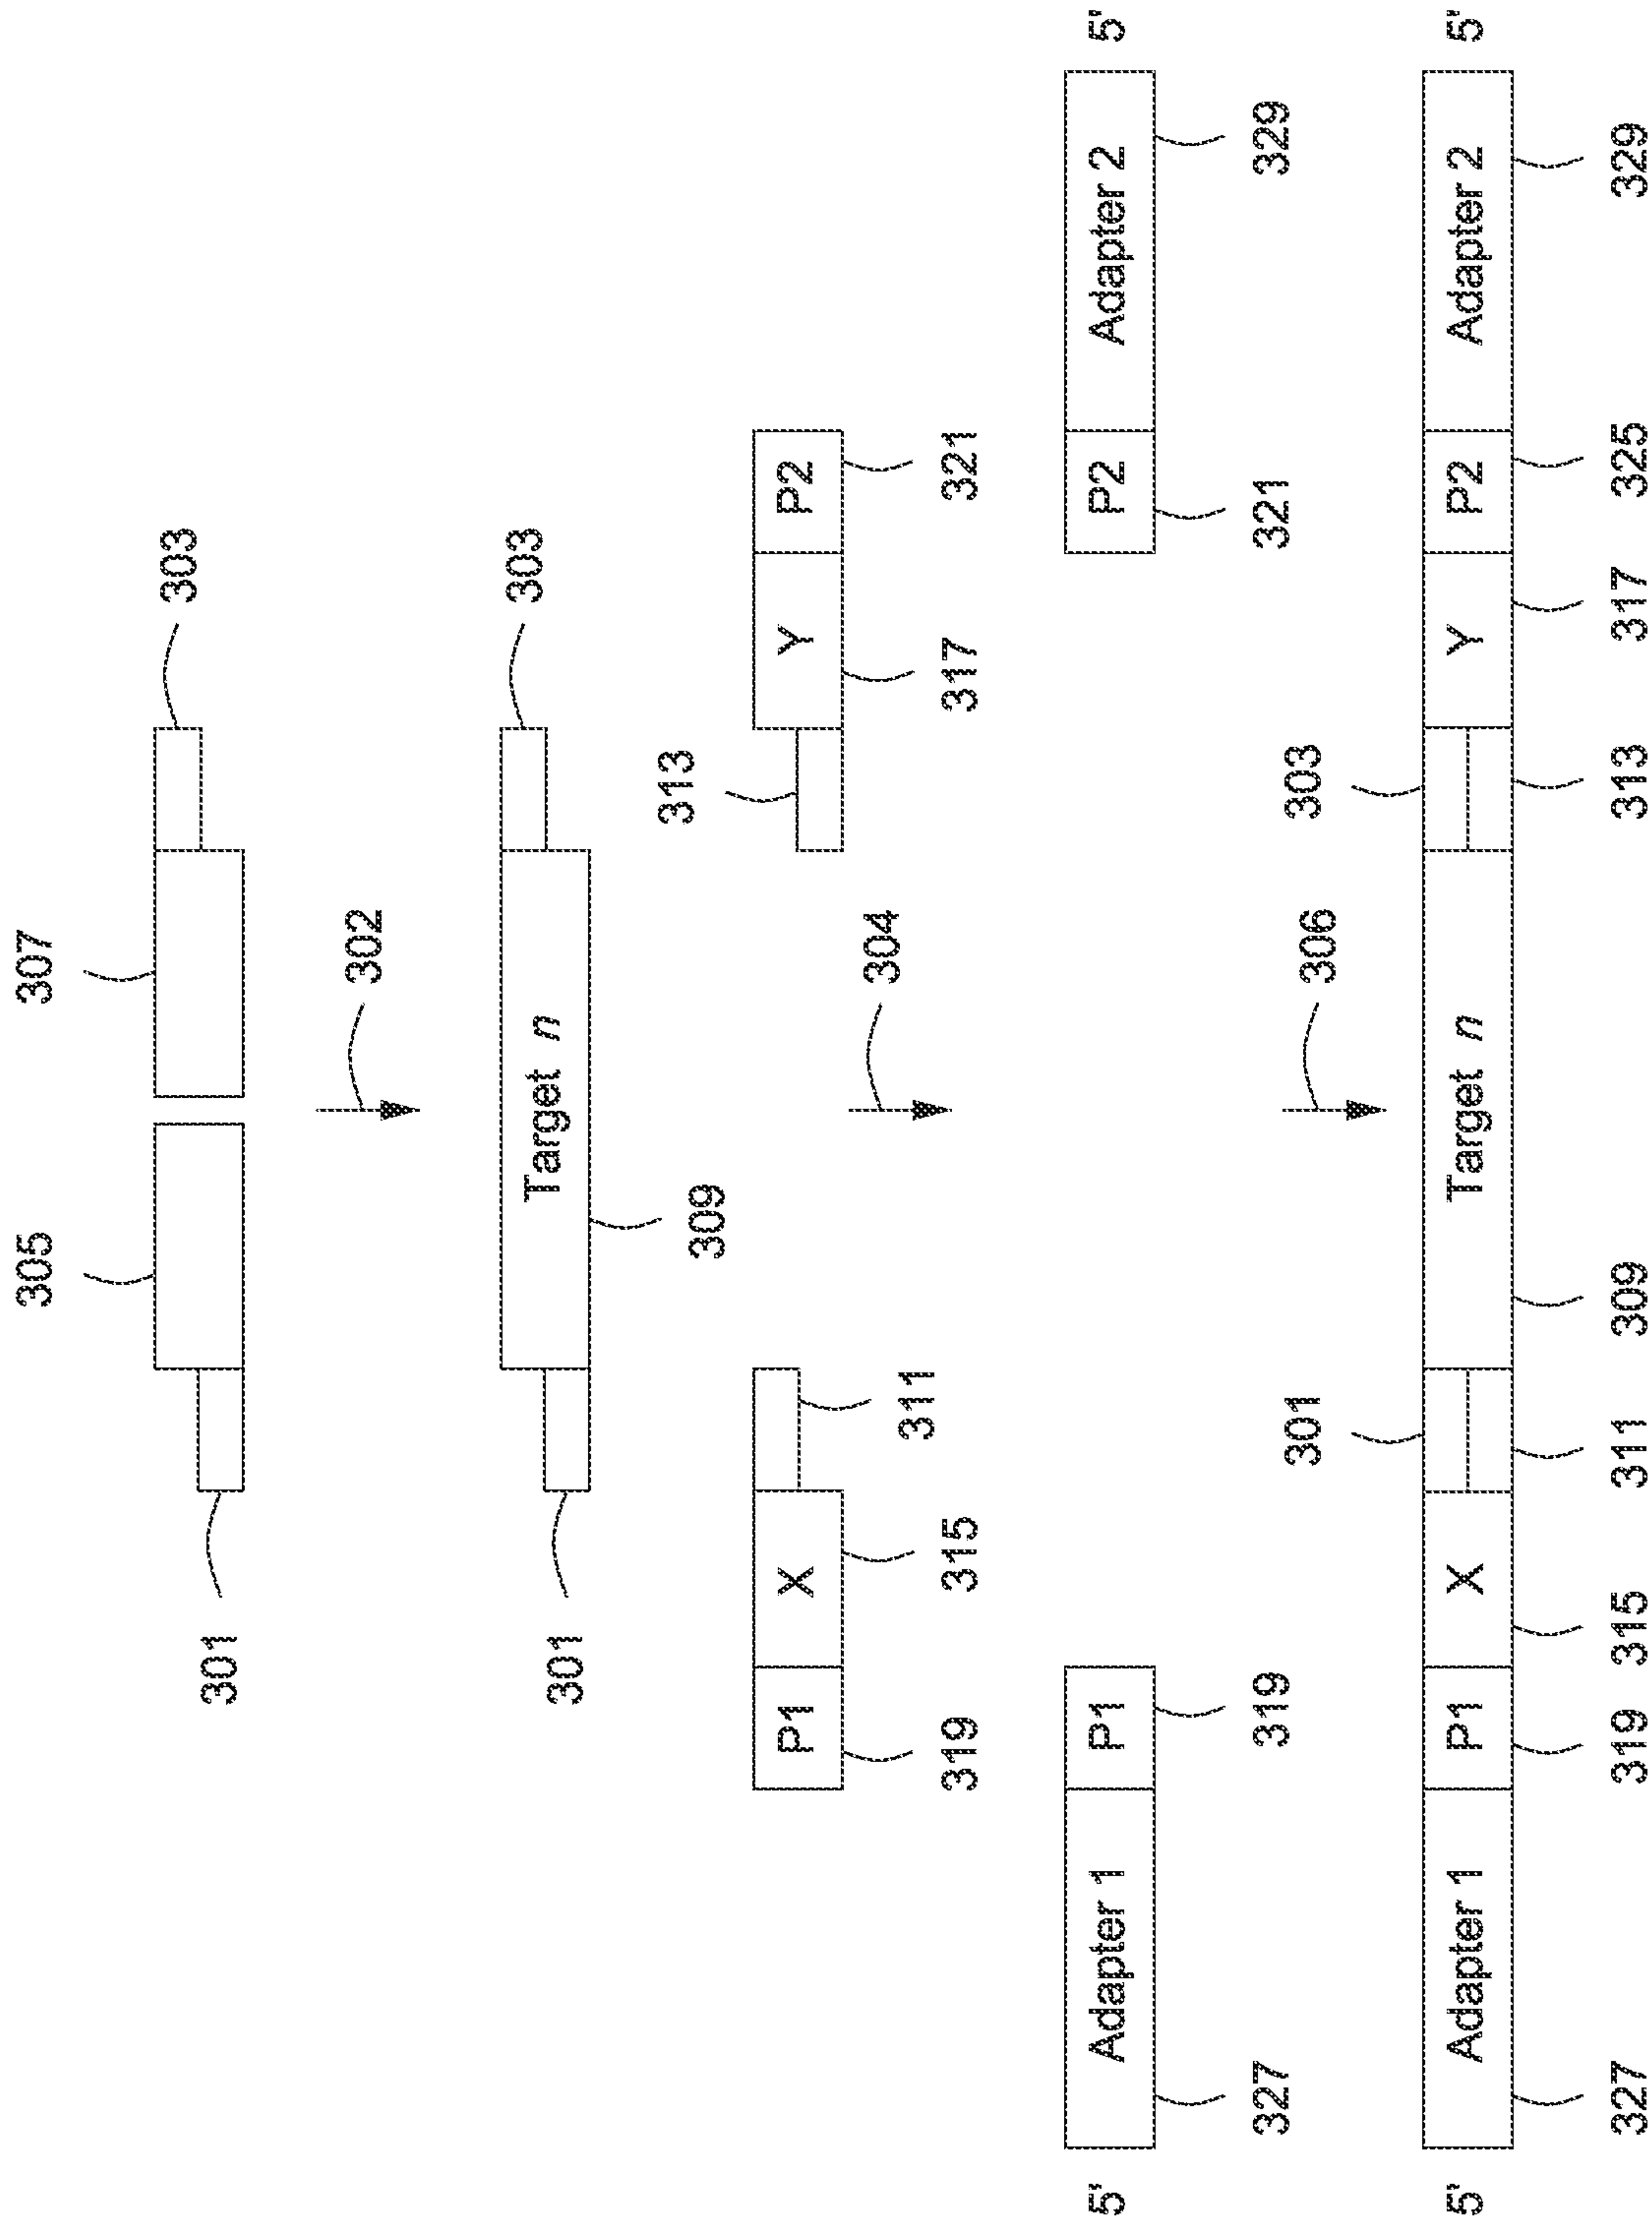 305 307
301 303
302
Target n
301 303
309
313
P1 X Y P2
311
319 315 317 321
304
5' Adapter 1 P1 P2 Adapter 2 5'
327 319 321 329
306
301 303
5' Adapter 1 P1 X Target n Y P2 Adapter 2 5'
327 319 315 311 309 313 317 325 329